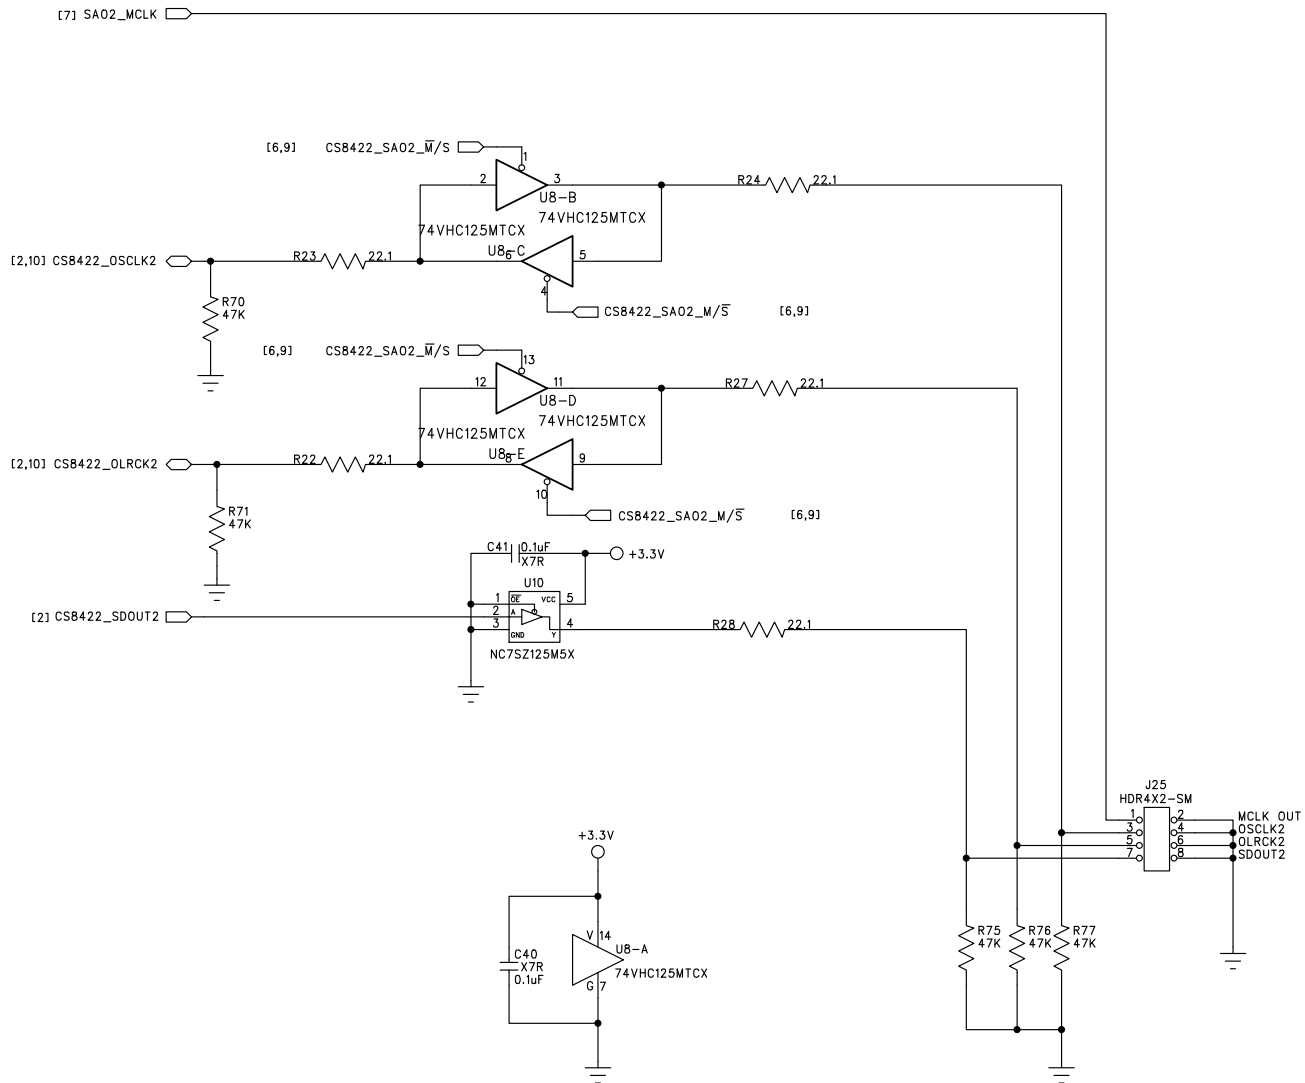 [7] SAO2_MCLK
[6,9] CS8422_SAO2_M̅/S
1
2
3
R24 22.1
U8-B
74VHC125MTCX
74VHC125MTCX
U8-C
[2,10] CS8422_OSCLK2
R23 22.1
6
5
4
R70
47K
CS8422_SAO2_M/S̅ [6,9]
[6,9] CS8422_SAO2_M̅/S
13
12
11
R27 22.1
U8-D
74VHC125MTCX
74VHC125MTCX
U8-E
[2,10] CS8422_OLRCK2
R22 22.1
8
9
10
R71
47K
CS8422_SAO2_M/S̅ [6,9]
C41 0.1uF
X7R
+3.3V
U10
1 O̅E̅ VCC 5
[2] CS8422_SDOUT2
2 A
3 GND Y 4
R28 22.1
NC7SZ125M5X
J25
HDR4X2-SM
1 2 MCLK OUT
3 4 OSCLK2
5 6 OLRCK2
7 8 SDOUT2
+3.3V
V 14
U8-A
74VHC125MTCX
G 7
C40
X7R
0.1uF
R75
47K
R76
47K
R77
47K